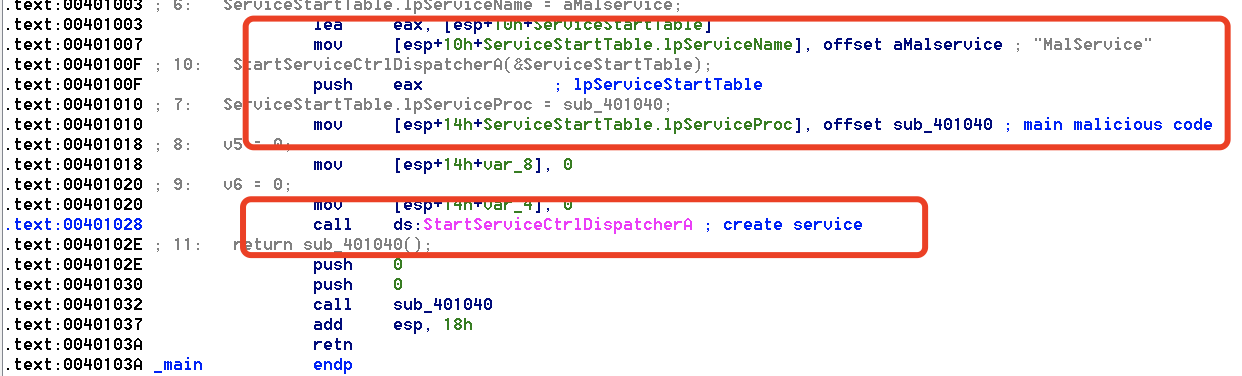 .text:00401003 ; 6: ServiceStartTable.lpServiceName = aMalservice;
.text:00401003 lea eax, [esp+10h+ServiceStartTable]
.text:00401007 mov [esp+10h+ServiceStartTable.lpServiceName], offset aMalservice ; "MalService"
.text:0040100F ; 10: StartServiceCtrlDispatcherA(&ServiceStartTable);
.text:0040100F push eax ; lpServiceStartTable
.text:00401010 ; 7: ServiceStartTable.lpServiceProc = sub_401040;
.text:00401010 mov [esp+14h+ServiceStartTable.lpServiceProc], offset sub_401040 ; main malicious code
.text:00401018 ; 8: v5 = 0;
.text:00401018 mov [esp+14h+var_8], 0
.text:00401020 ; 9: v6 = 0;
.text:00401020 mov [esp+14h+var_4], 0
.text:00401028 call ds:StartServiceCtrlDispatcherA ; create service
.text:0040102E ; 11: return sub_401040();
.text:0040102E push 0
.text:00401030 push 0
.text:00401032 call sub_401040
.text:00401037 add esp, 18h
.text:0040103A retn
.text:0040103A _main endp